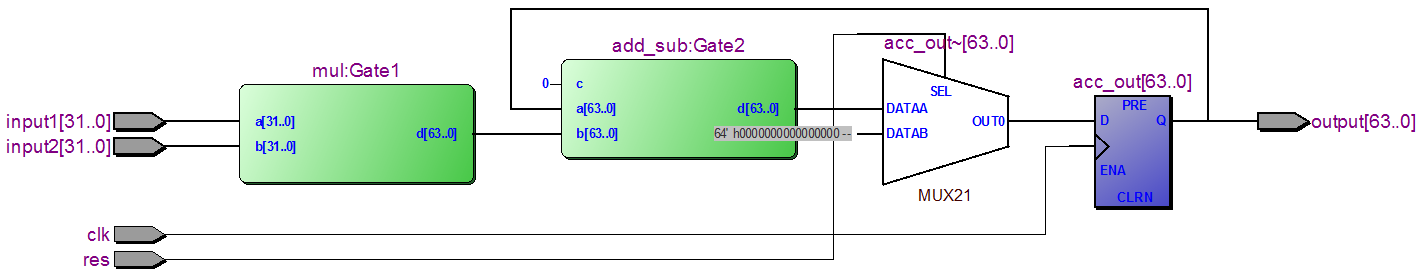 mul:Gate1
add_sub:Gate2
acc_out~[63..0]
acc_out[63..0]
input1[31..0]
input2[31..0]
a[31..0]
b[31..0]
d[63..0]
0
c
a[63..0]
b[63..0]
d[63..0]
64' h0000000000000000 --
SEL
DATAA
DATAB
OUT0
MUX21
PRE
D
Q
ENA
CLRN
output[63..0]
clk
res